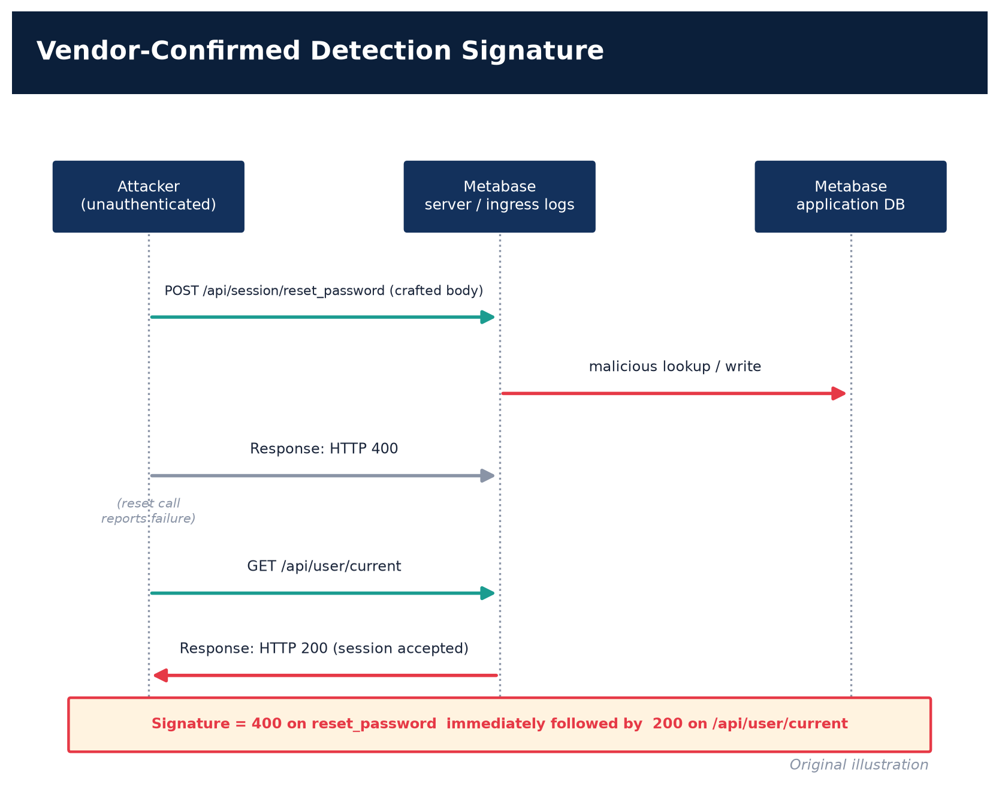 Vendor-Confirmed Detection Signature
Attacker
(unauthenticated)
Metabase
server / ingress logs
Metabase
application DB
POST /api/session/reset_password (crafted body)
malicious lookup / write
Response: HTTP 400
(reset call
reports failure)
GET /api/user/current
Response: HTTP 200 (session accepted)
Signature = 400 on reset_password  immediately followed by  200 on /api/user/current
Original illustration